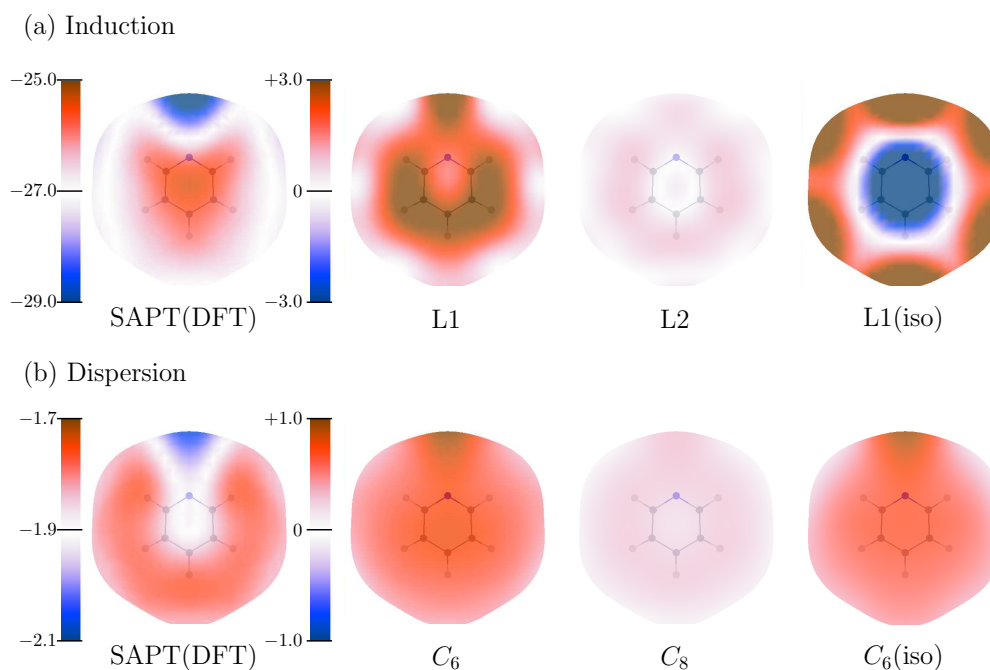 (a) Induction
−25.0
−27.0
−29.0
+3.0
0
−3.0
SAPT(DFT)
L1
L2
L1(iso)
(b) Dispersion
−1.7
−1.9
−2.1
+1.0
0
−1.0
SAPT(DFT)
C₆
C₈
C₆(iso)